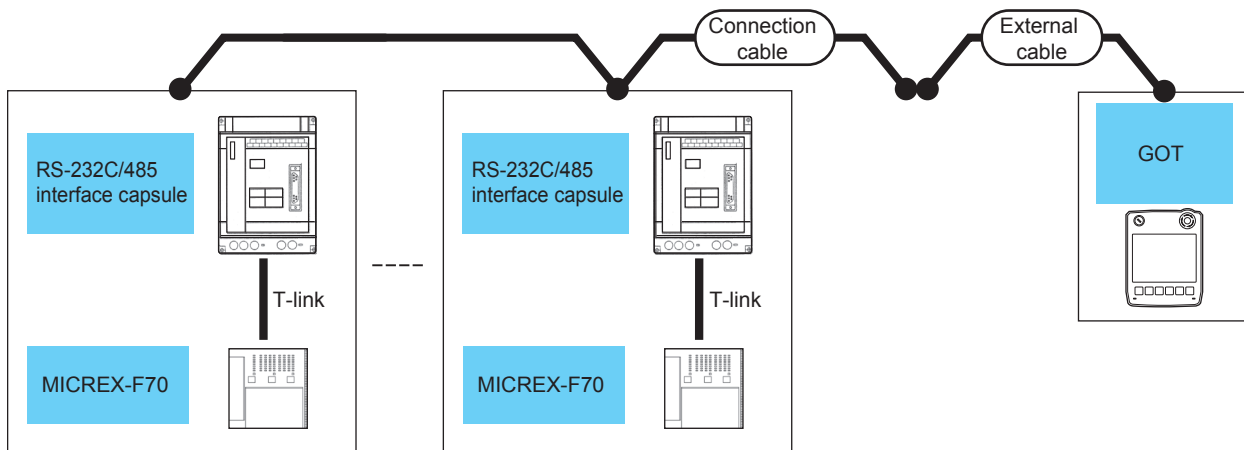 Connection
cable
External
cable
RS-232C/485
interface capsule
RS-232C/485
interface capsule
GOT
T-link
T-link
MICREX-F70
MICREX-F70